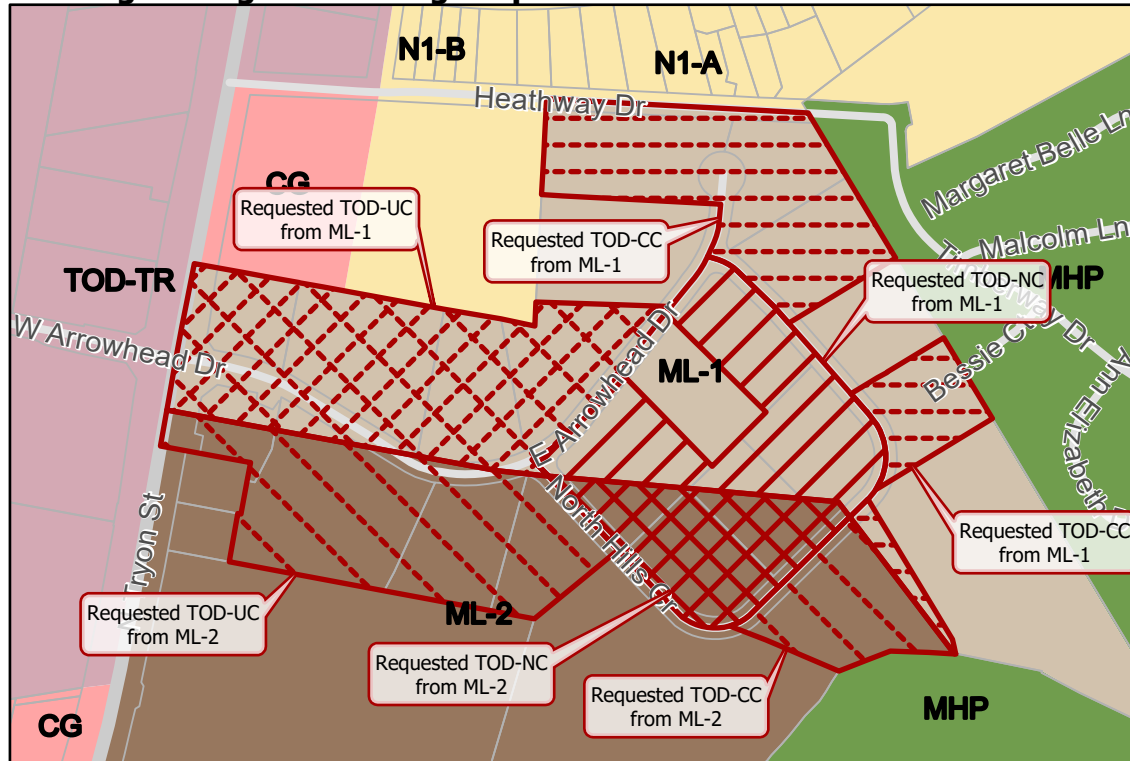 N1-B
N1-A
Heathway Dr
Margaret Belle Ln
CG
Requested TOD-UC
from ML-1
Requested TOD-CC
from ML-1
Malcolm Ln
TOD-TR
Requested TOD-NC
from ML-1
MHP
Timberway Dr
W Arrowhead Dr
E Arrowhead Dr
ML-1
Bessie Ct
Ann Elizabeth
North Hills Cr
Tryon St
Requested TOD-CC
from ML-1
Requested TOD-UC
from ML-2
ML-2
Requested TOD-NC
from ML-2
Requested TOD-CC
from ML-2
MHP
CG